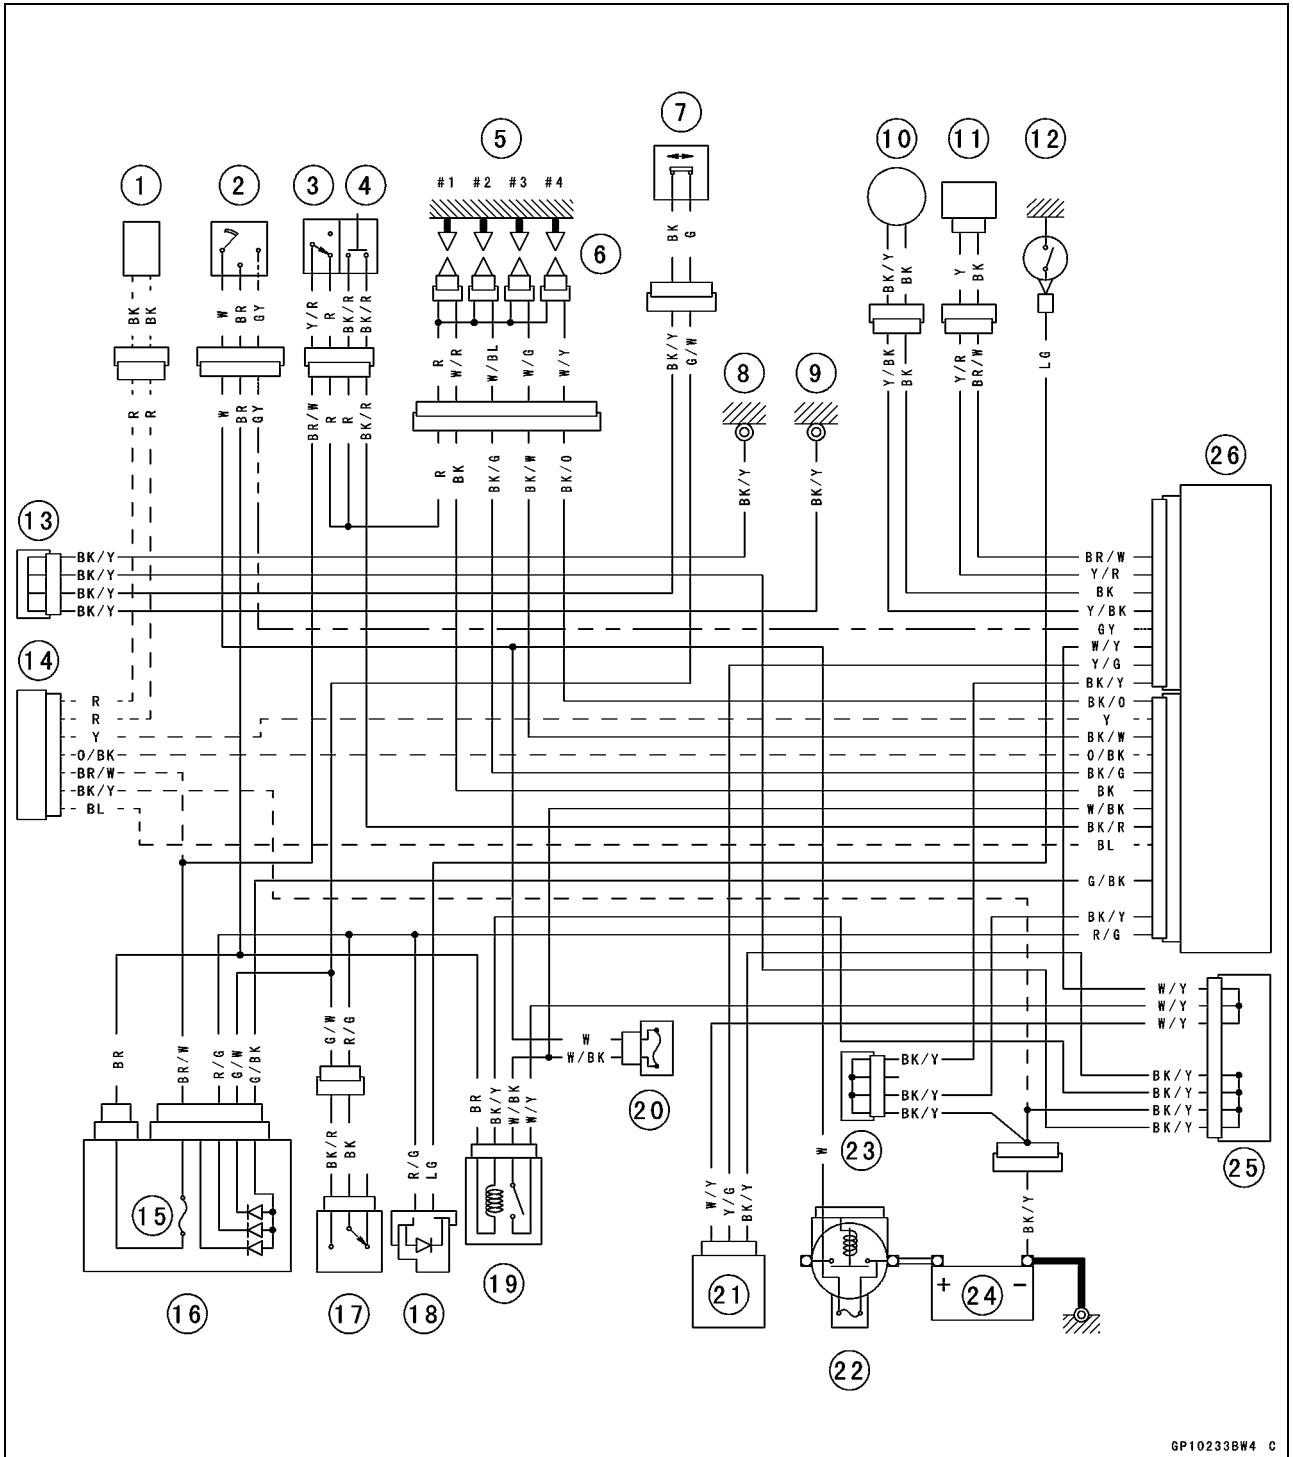 7
5
10
11
12
1
2
3
4
#1
#2
#3
#4
6
BK
G
BK/Y
BK
Y
BK
BK
BK
W
BR
GY
Y/R
R
BK/R
BK/R
LG
R
W/R
W/BL
W/G
W/Y
BK/Y
G/W
8
9
Y/BK
BK
Y/R
BR/W
R
R
W
BR
GY
BR/W
R
R
BK/R
R
BK
BK/G
BK/W
BK/O
BK/Y
BK/Y
26
13
BK/Y
BK/Y
BK/Y
BK/Y
BR/W
Y/R
BK
Y/BK
GY
W/Y
Y/G
BK/Y
BK/O
Y
BK/W
O/BK
BK/G
BK
W/BK
BK/R
BL
G/BK
BK/Y
R/G
14
R
R
Y
O/BK
BR/W
BK/Y
BL
W/Y
W/Y
W/Y
BK/Y
BK/Y
BK/Y
BK/Y
25
BR
BR/W
R/G
G/W
G/BK
G/W
R/G
W
W/BK
20
BR
BK/Y
W/BK
W/Y
BK/Y
BK/Y
BK/Y
23
BK/R
BK
R/G
LG
W/Y
Y/G
BK/Y
W
BK/Y
15
16
17
18
19
21
22
+
24
-
GP10233BW4 C